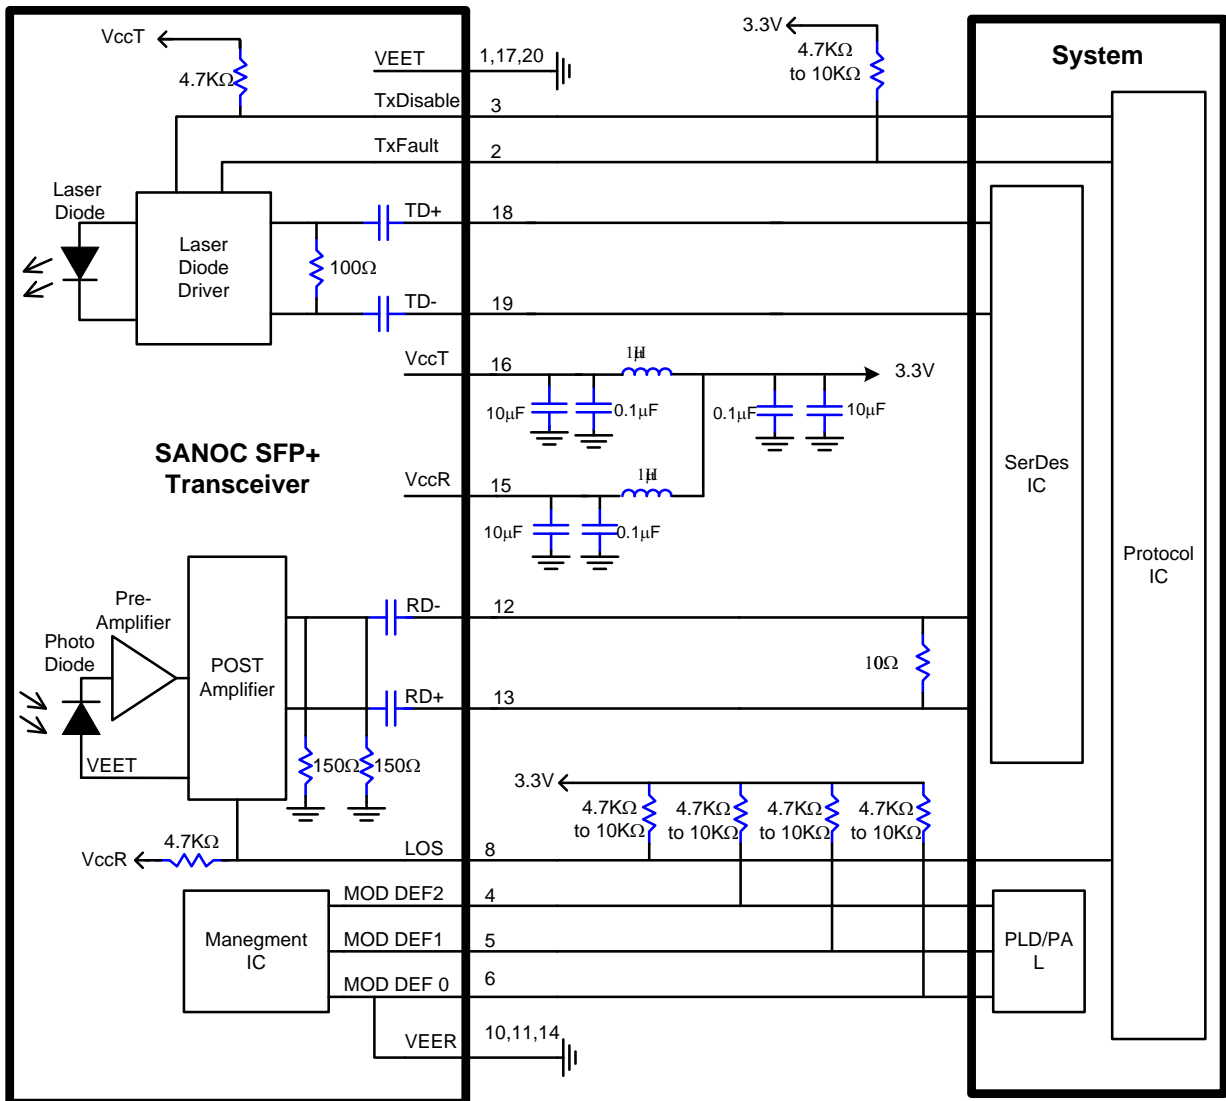 VccT
4.7KΩ
VEET
1,17,20
3.3V
4.7KΩ
to 10KΩ
System
TxDisable
3
TxFault
2
Laser
Diode
Laser
Diode
Driver
TD+
18
100Ω
TD-
19
VccT
16
1µH
3.3V
10µF
0.1µF
0.1µF
10µF
SANOC SFP+
Transceiver
VccR
15
1µH
10µF
0.1µF
SerDes
IC
Protocol
IC
Pre-
Amplifier
Photo
Diode
POST
Amplifier
RD-
12
10Ω
RD+
13
VEET
150Ω
150Ω
3.3V
4.7KΩ
to 10KΩ
4.7KΩ
to 10KΩ
4.7KΩ
to 10KΩ
4.7KΩ
to 10KΩ
4.7KΩ
VccR
LOS
8
MOD DEF2
4
Manegment
IC
MOD DEF1
5
PLD/PA
L
MOD DEF 0
6
VEER
10,11,14